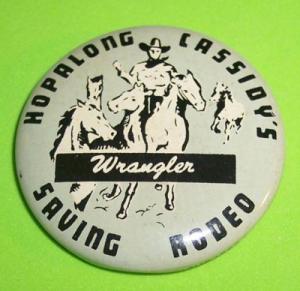 HOPALONG CASSIDY'S
Wrangler
SAVING RODEO